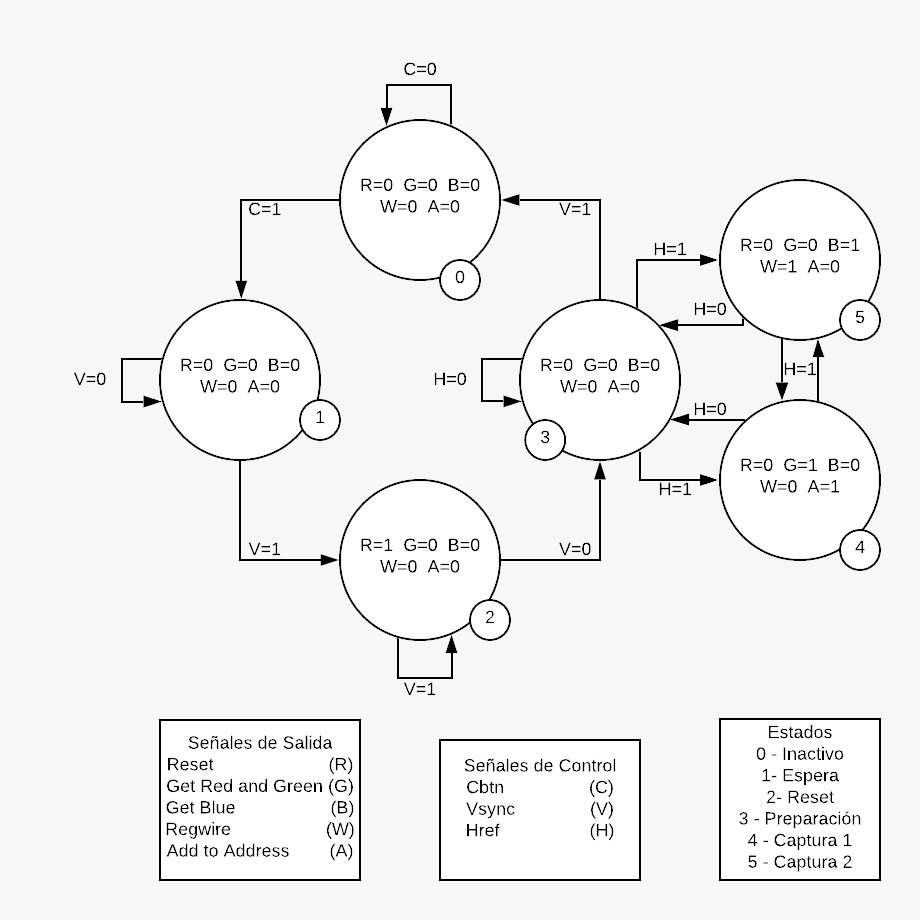 C=0
R=0 G=0 B=0
W=0 A=0
0
C=1
V=1
H=1
R=0 G=0 B=1
W=1 A=0
5
H=0
V=0
R=0 G=0 B=0
W=0 A=0
1
H=0
R=0 G=0 B=0
W=0 A=0
3
H=1
H=0
H=1
R=0 G=1 B=0
W=0 A=1
4
V=1
R=1 G=0 B=0
W=0 A=0
2
V=0
V=1
Señales de Salida
Reset (R)
Get Red and Green (G)
Get Blue (B)
Regwire (W)
Add to Address (A)
Señales de Control
Cbtn (C)
Vsync (V)
Href (H)
Estados
0 - Inactivo
1- Espera
2- Reset
3 - Preparación
4 - Captura 1
5 - Captura 2